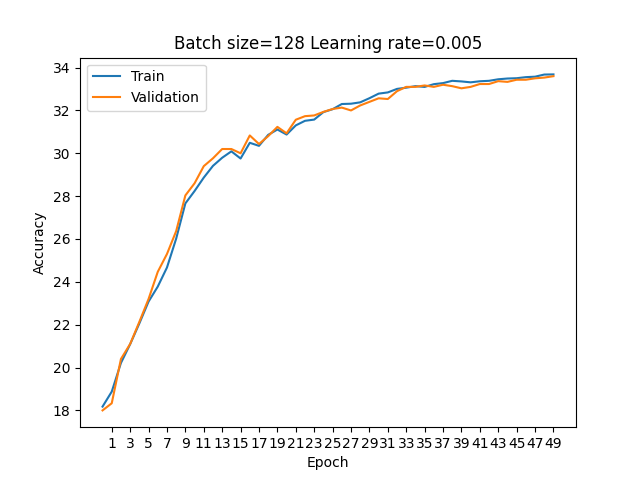 Batch size=128 Learning rate=0.005
Train
Validation
34
32
30
28
26
24
22
20
18
Accuracy
1 3 5 7 9 11 13 15 17 19 21 23 25 27 29 31 33 35 37 39 41 43 45 47 49
Epoch